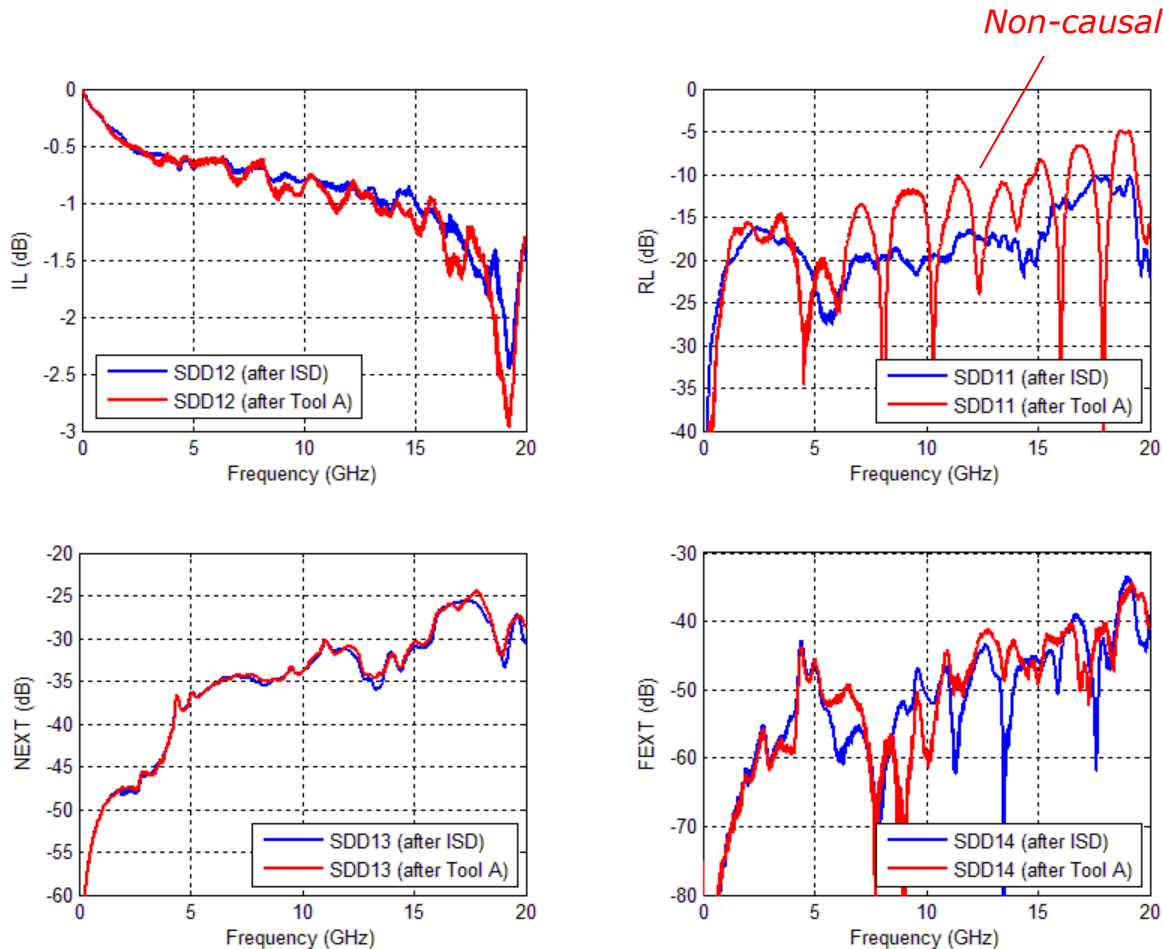 Non-causal
0
-0.5
-1
-1.5
-2
-2.5
-3
IL (dB)
SDD12 (after ISD)
SDD12 (after Tool A)
0 5 10 15 20
Frequency (GHz)
0
-5
-10
-15
-20
-25
-30
-35
-40
RL (dB)
SDD11 (after ISD)
SDD11 (after Tool A)
0 5 10 15 20
Frequency (GHz)
-20
-25
-30
-35
-40
-45
-50
-55
-60
NEXT (dB)
SDD13 (after ISD)
SDD13 (after Tool A)
0 5 10 15 20
Frequency (GHz)
-30
-40
-50
-60
-70
-80
FEXT (dB)
SDD14 (after ISD)
SDD14 (after Tool A)
0 5 10 15 20
Frequency (GHz)